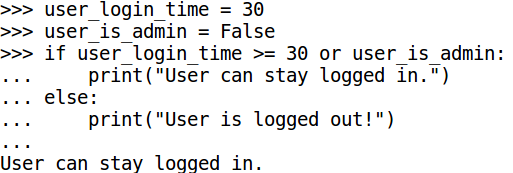 >>> user_login_time = 30
>>> user_is_admin = False
>>> if user_login_time >= 30 or user_is_admin:
...     print("User can stay logged in.")
... else:
...     print("User is logged out!")
...
User can stay logged in.